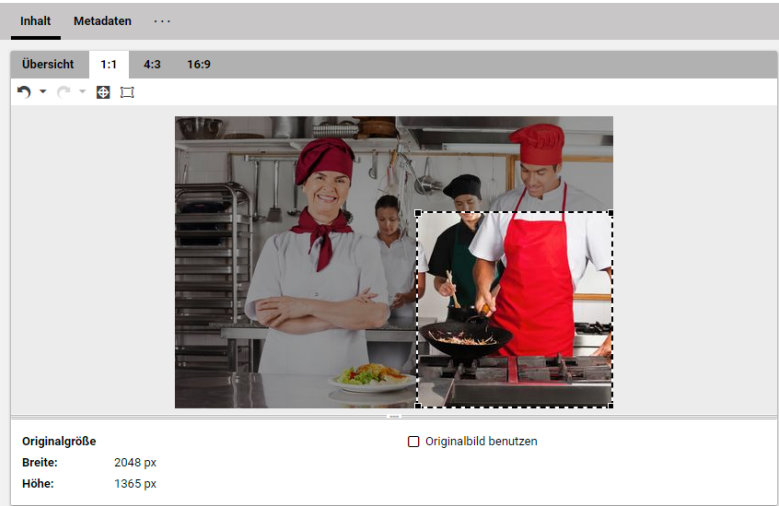 Inhalt Metadaten ...
Übersicht 1:1 4:3 16:9
Originalgröße
Originalbild benutzen
Breite: 2048 px
Höhe: 1365 px